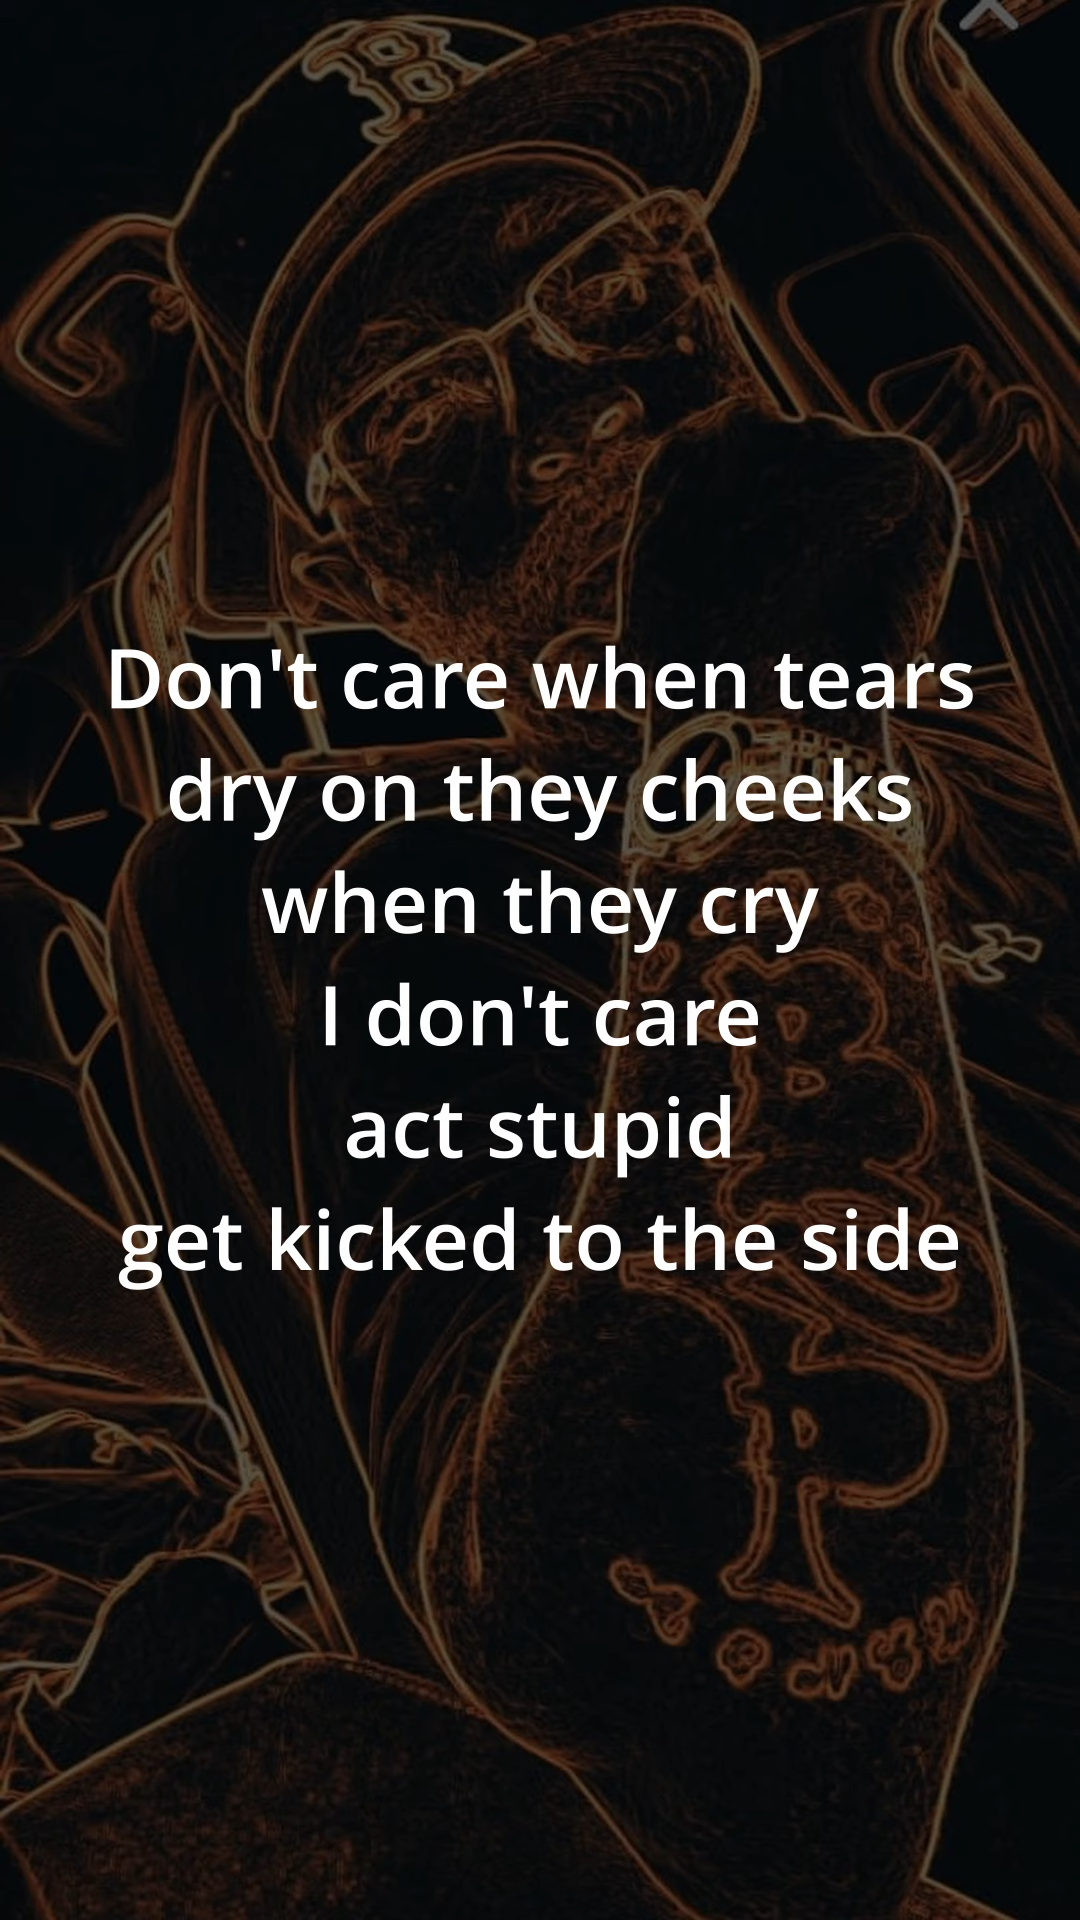 B
Don't care when tears
dry on they cheeks
when they cry
I don't care
act stupid
get kicked to the side
B
P